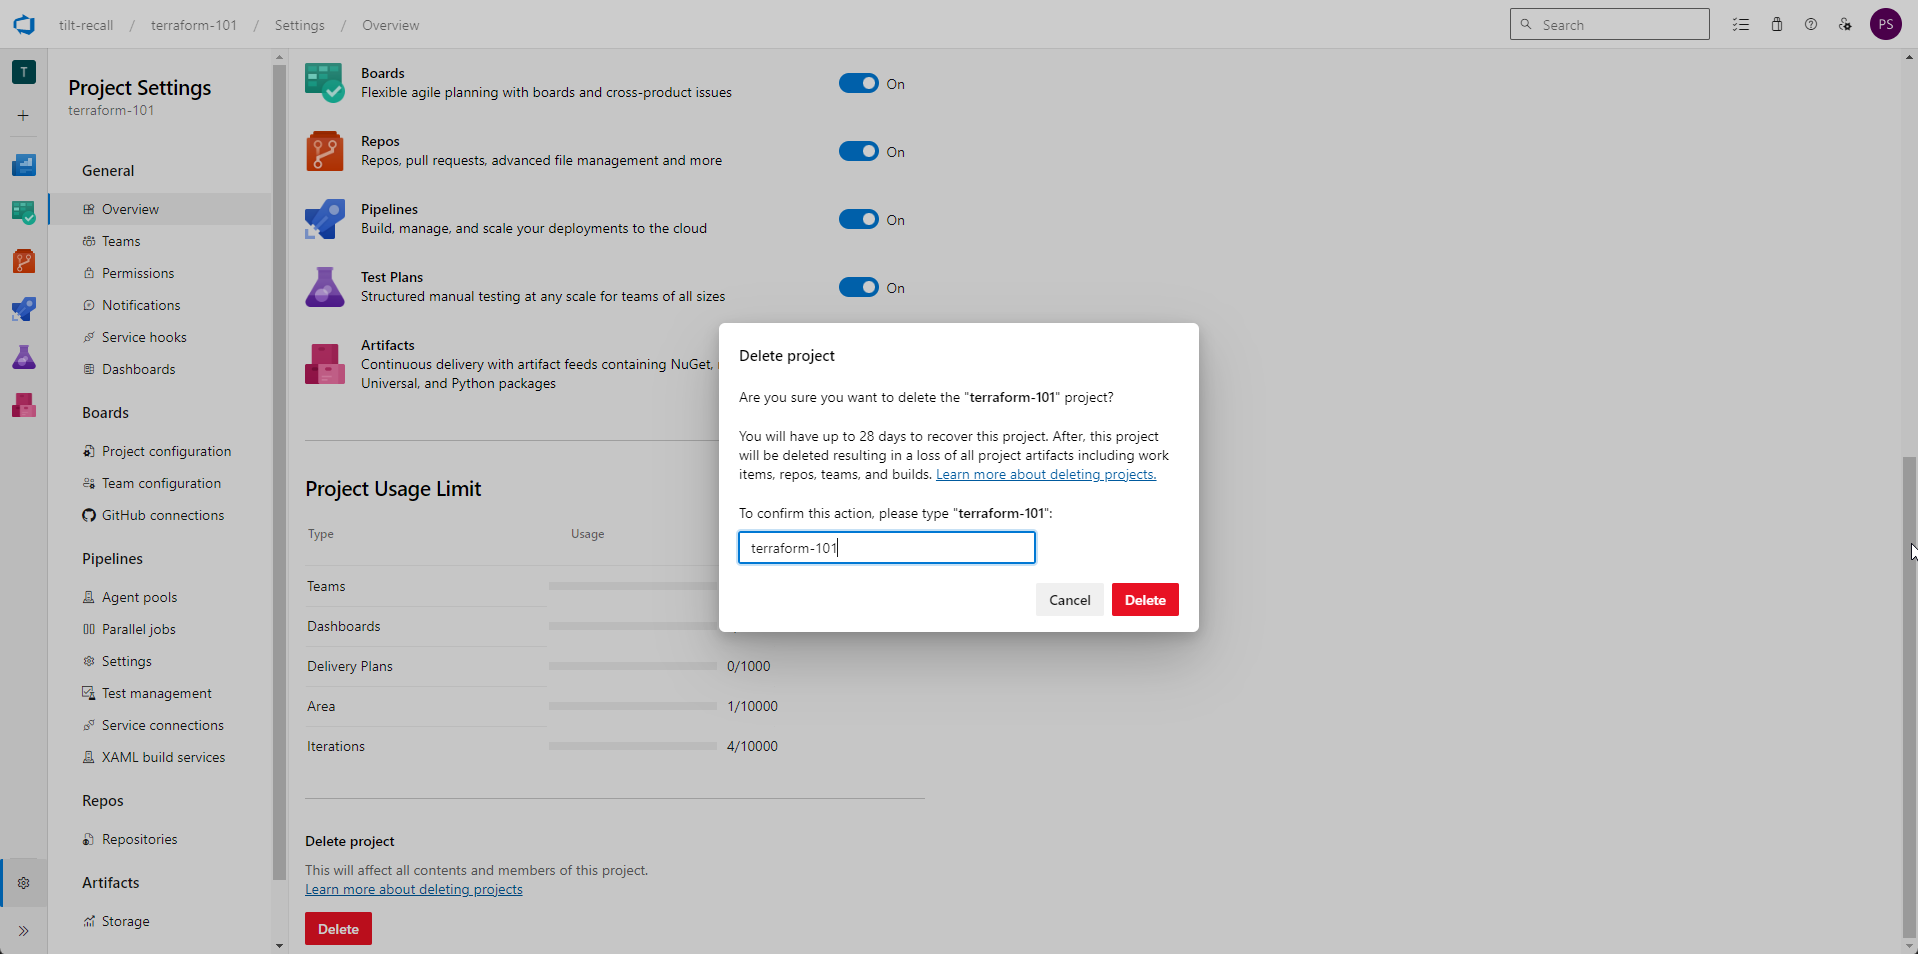 tilt-recall / terraform-101 / Settings / Overview
Search
PS
T
Project Settings
terraform-101
General
Overview
Teams
Permissions
Notifications
Service hooks
Dashboards
Boards
Project configuration
Team configuration
GitHub connections
Pipelines
Agent pools
Parallel jobs
Settings
Test management
Service connections
XAML build services
Repos
Repositories
Artifacts
Storage
Boards
Flexible agile planning with boards and cross-product issues
On
Repos
Repos, pull requests, advanced file management and more
On
Pipelines
Build, manage, and scale your deployments to the cloud
On
Test Plans
Structured manual testing at any scale for teams of all sizes
On
Artifacts
Continuous delivery with artifact feeds containing NuGet,
Universal, and Python packages
Project Usage Limit
Type Usage
Teams
Dashboards
Delivery Plans 0/1000
Area 1/10000
Iterations 4/10000
Delete project
This will affect all contents and members of this project.
Learn more about deleting projects
Delete
Delete project
Are you sure you want to delete the "terraform-101" project?
You will have up to 28 days to recover this project. After, this project
will be deleted resulting in a loss of all project artifacts including work
items, repos, teams, and builds. Learn more about deleting projects.
To confirm this action, please type "terraform-101":
terraform-101
Cancel Delete